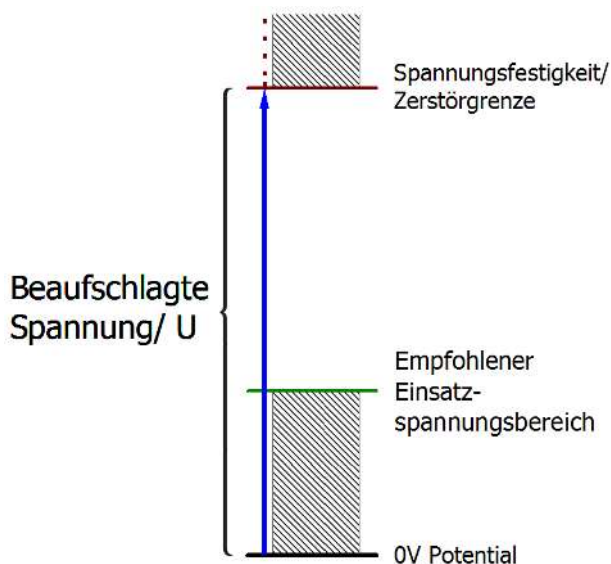 Spannungsfestigkeit/
Zerstörgrenze
Beaufschlagte
Spannung/ U
Empfohlener
Einsatz-
spannungsbereich
0V Potential